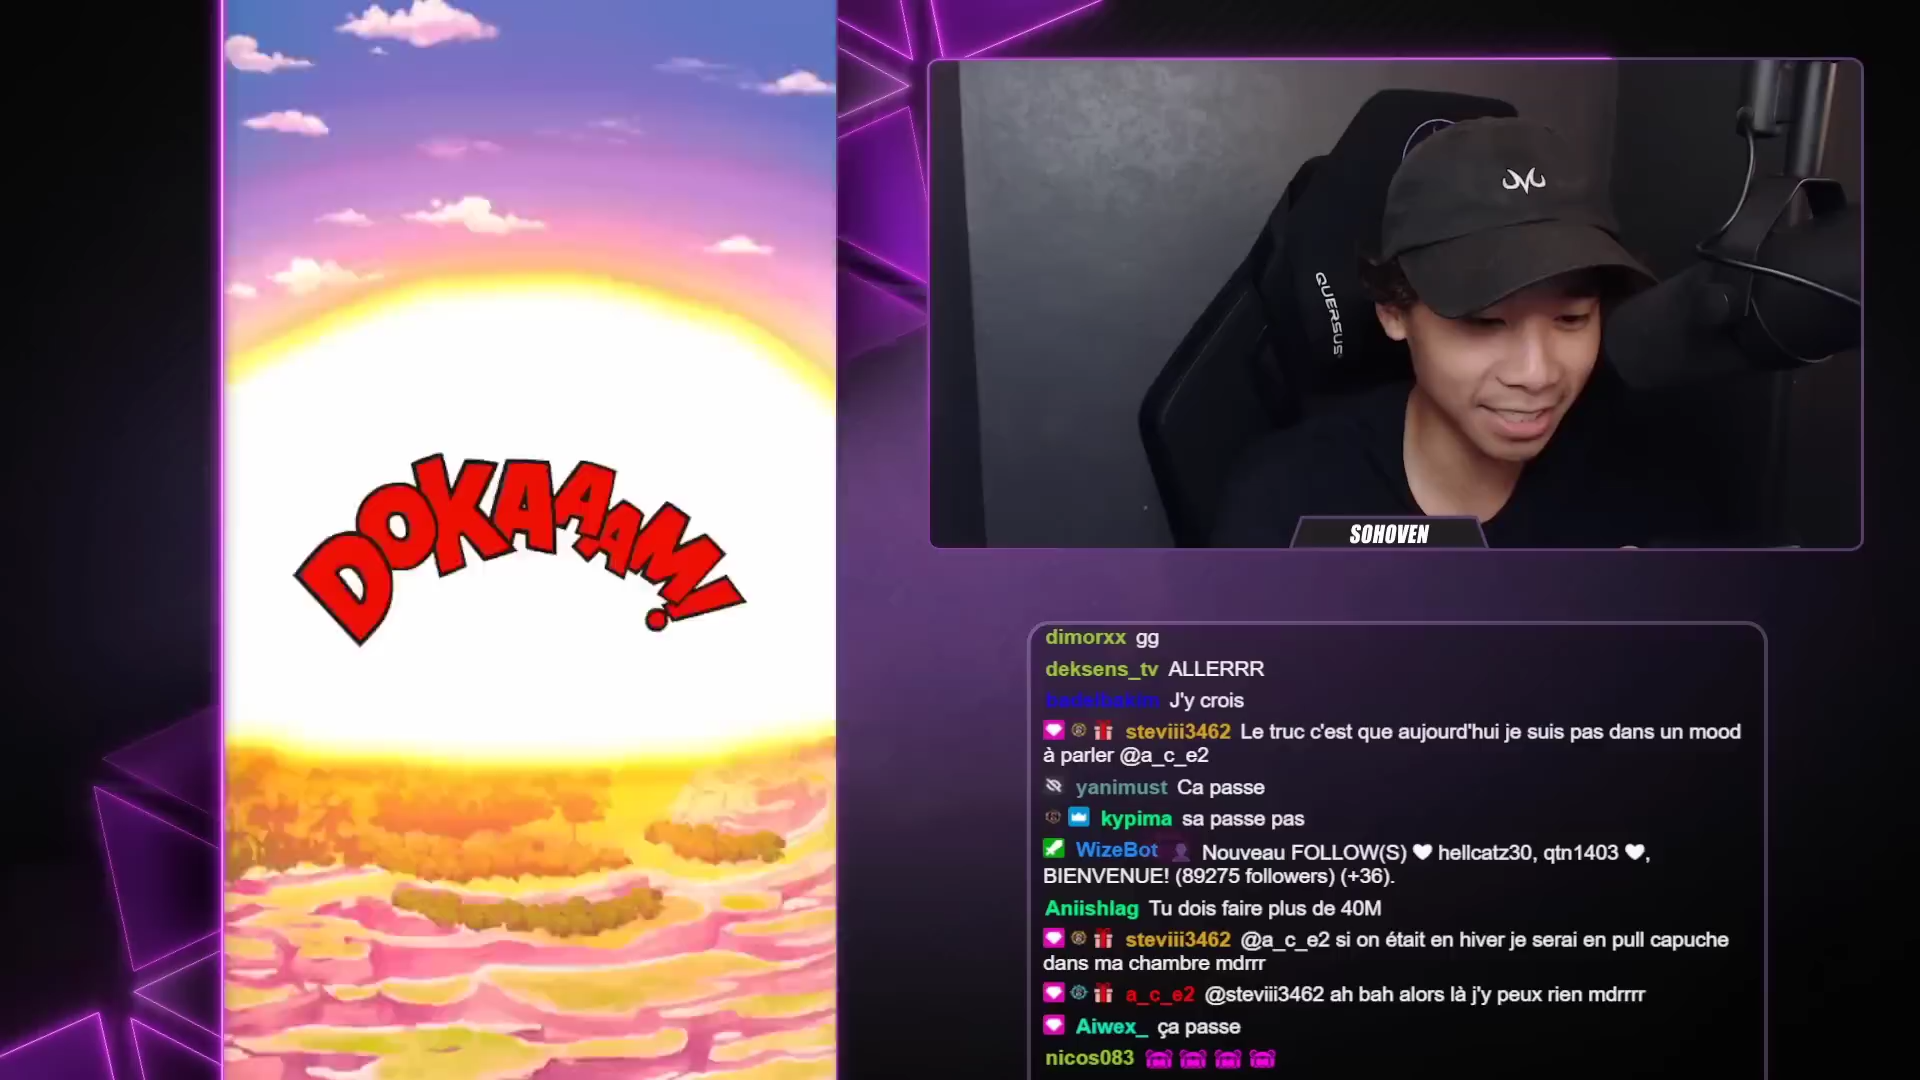 DOKAAAM!
QUERSUS
SOHOVEN
dimorxx gg
deksens_tv ALLERRR
J'y crois
steviii3462 Le truc c'est que aujourd'hui je suis pas dans un mood
à parler @a_c_e2
yanimust Ca passe
kypima sa passe pas
WizeBot Nouveau FOLLOW(S) hellcatz30, qtn1403 ,
BIENVENUE! (89275 followers) (+36).
Aniishlag Tu dois faire plus de 40M
steviii3462 @a_c_e2 si on était en hiver je serai en pull capuche
dans ma chambre mdrrr
a_c_e2 @steviii3462 ah bah alors là j'y peux rien mdrrrr
Aiwex_ ça passe
nicos083